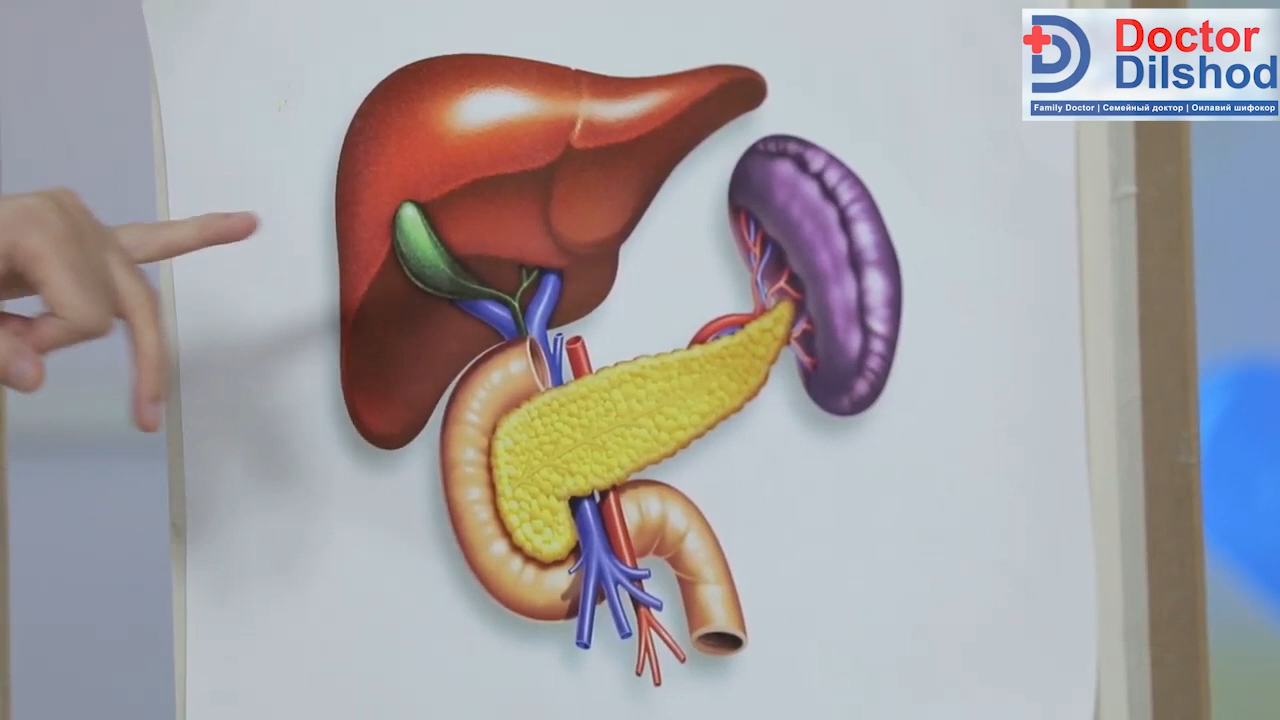 Doctor
Dilshod
Family Doctor | Семейный доктор | Оилавий шифокор